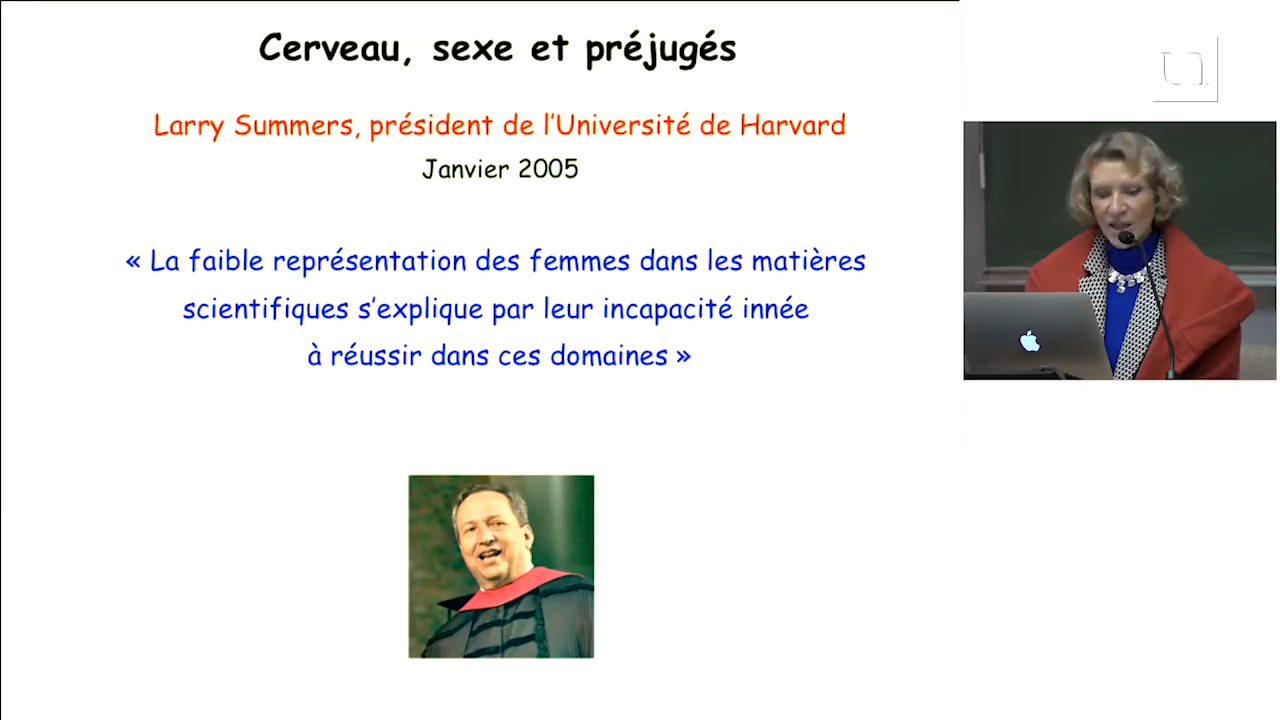 Cerveau, sexe et préjugés
Larry Summers, président de l'Université de Harvard
Janvier 2005
« La faible représentation des femmes dans les matières
scientifiques s'explique par leur incapacité innée
à réussir dans ces domaines »